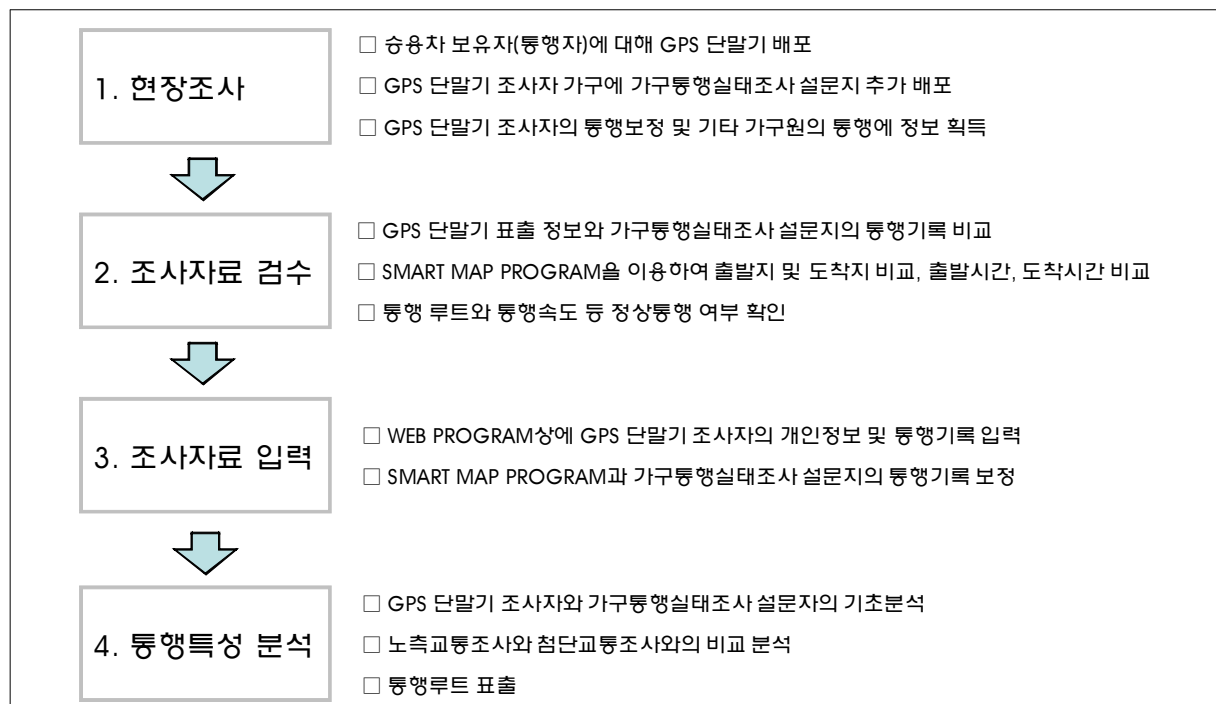 1. 현장조사
□ 승용차 보유자(통행자)에 대해 GPS 단말기 배포
□ GPS 단말기 조사자 가구에 가구통행실태조사 설문지 추가 배포
□ GPS 단말기 조사자의 통행보정 및 기타 가구원의 통행에 정보 획득
2. 조사자료 검수
□ GPS 단말기 표출 정보와 가구통행실태조사 설문지의 통행기록 비교
□ SMART MAP PROGRAM을 이용하여 출발지 및 도착지 비교, 출발시간, 도착시간 비교
□ 통행 루트와 통행속도 등 정상통행 여부 확인
3. 조사자료 입력
□ WEB PROGRAM상에 GPS 단말기 조사자의 개인정보 및 통행기록 입력
□ SMART MAP PROGRAM과 가구통행실태조사 설문지의 통행기록 보정
4. 통행특성 분석
□ GPS 단말기 조사자와 가구통행실태조사 설문자의 기초분석
□ 노측교통조사와 첨단교통조사와의 비교 분석
□ 통행루트 표출